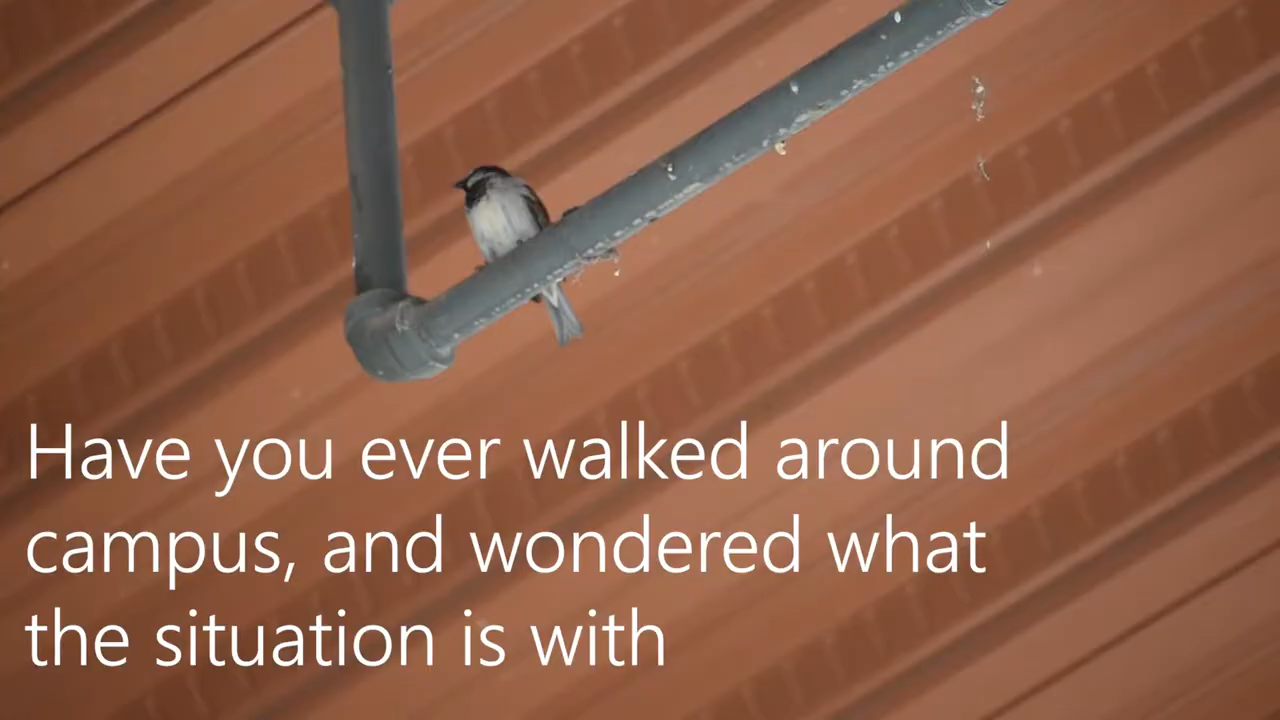 Have you ever walked around
campus, and wondered what
the situation is with